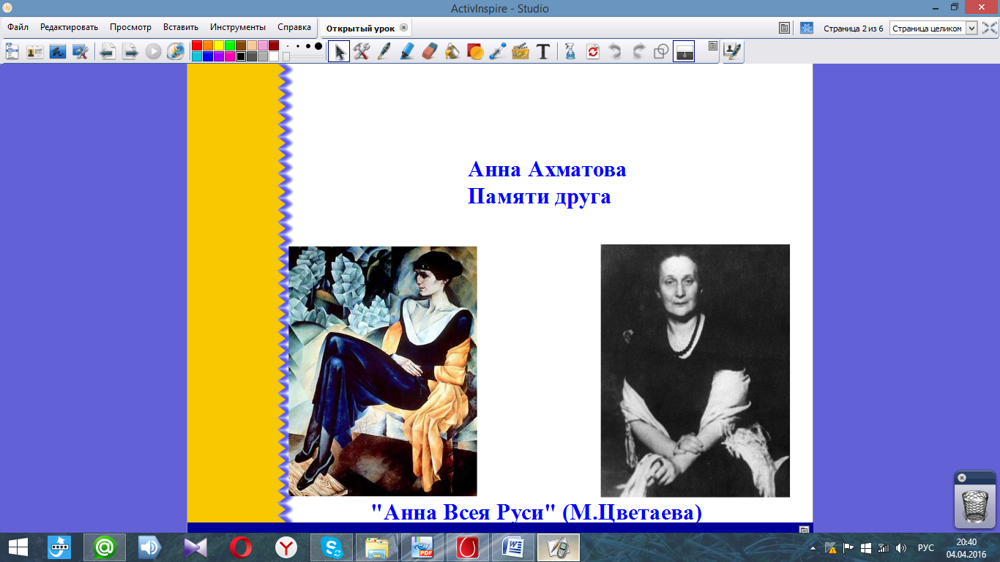 ActivInspire - Studio
Файл Редактировать Просмотр Вставить Инструменты Справка Открытый урок Страница 2 из 6 Страница целиком
T
Анна Ахматова
Памяти друга
"Анна Всея Руси" (М.Цветаева)
PDF
W
РУС
20:40
04.04.2016